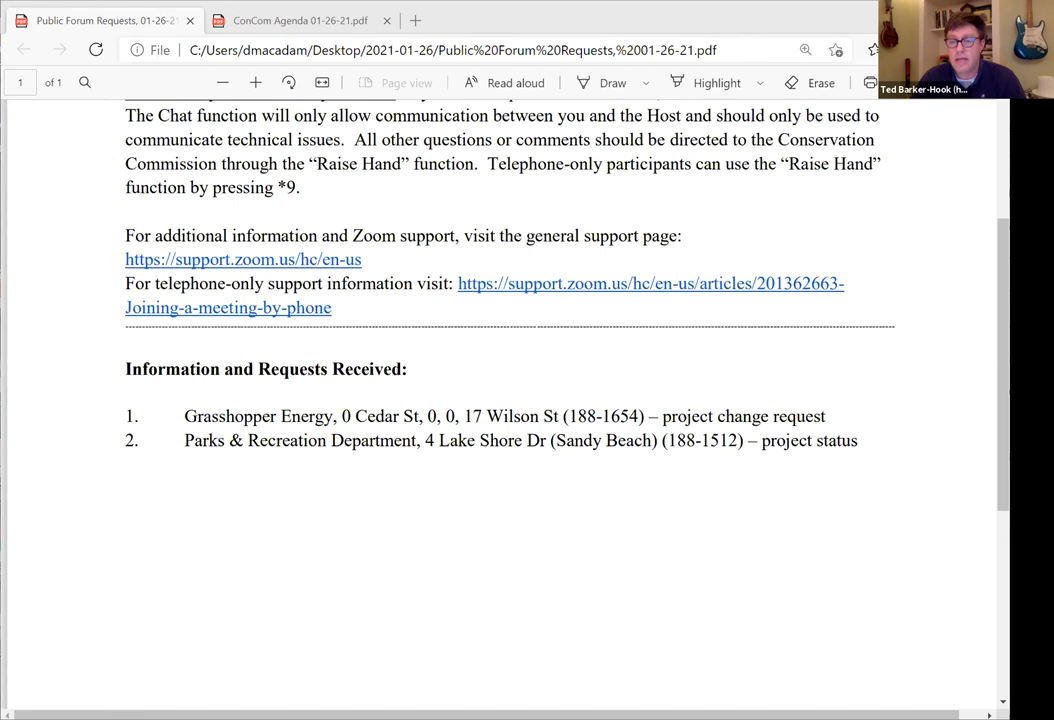 Public Forum Requests, 01-26-21
ConCom Agenda 01-26-21.pdf
File C:/Users/dmacadam/Desktop/2021-01-26/Public%20Forum%20Requests,%2001-26-21.pdf
1 of 1 Page view Read aloud Draw Highlight Erase
Ted Barker-Hook (h...
The Chat function will only allow communication between you and the Host and should only be used to
communicate technical issues. All other questions or comments should be directed to the Conservation
Commission through the “Raise Hand” function. Telephone-only participants can use the “Raise Hand”
function by pressing *9.
For additional information and Zoom support, visit the general support page:
https://support.zoom.us/hc/en-us
For telephone-only support information visit: https://support.zoom.us/hc/en-us/articles/201362663-
Joining-a-meeting-by-phone
Information and Requests Received:
1. Grasshopper Energy, 0 Cedar St, 0, 0, 17 Wilson St (188-1654) – project change request
2. Parks & Recreation Department, 4 Lake Shore Dr (Sandy Beach) (188-1512) – project status